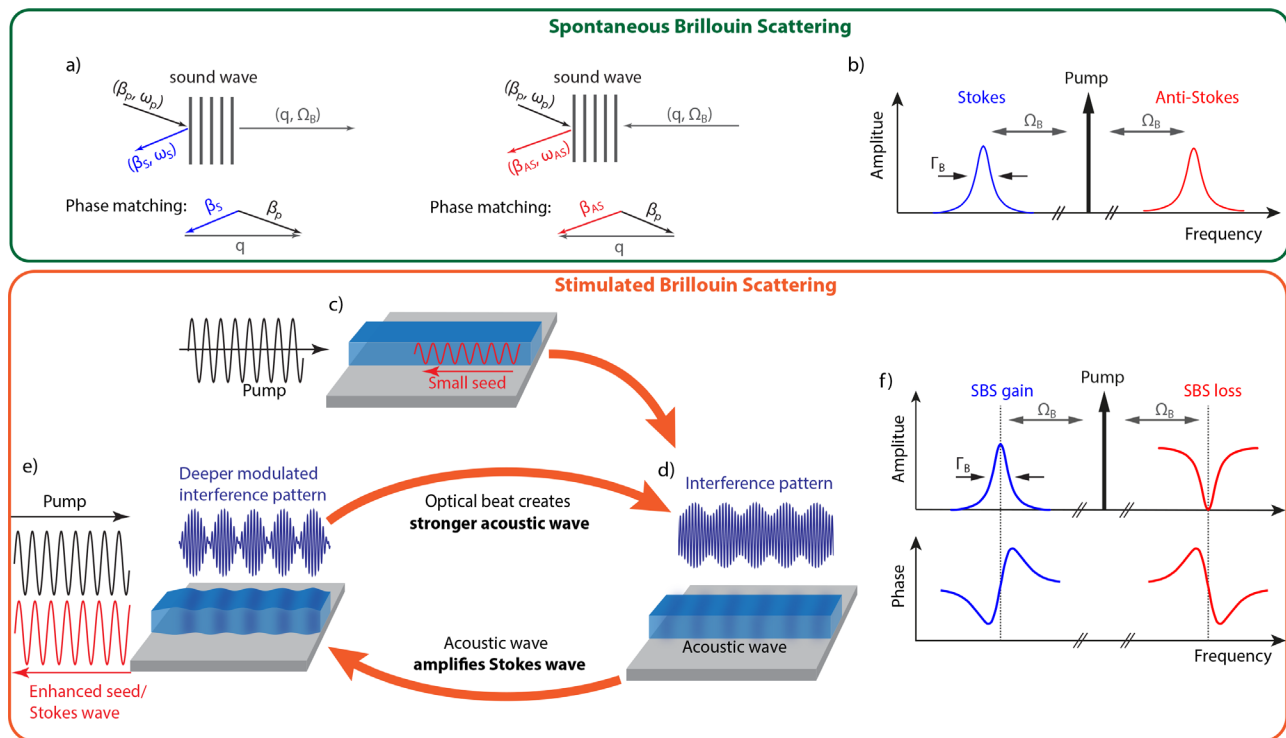 Spontaneous Brillouin Scattering
a)
sound wave
(βp, ωp)
(q, ΩB)
(βS, ωS)
Phase matching:
βS
βp
q
(βp, ωp)
(q, ΩB)
(βAS, ωAS)
Phase matching:
βAS
βp
q
b)
Pump
Stokes
Anti-Stokes
ΩB
ΩB
ΓB
Amplitue
Frequency
Stimulated Brillouin Scattering
c)
Pump
Small seed
d)
Interference pattern
Acoustic wave
Optical beat creates
stronger acoustic wave
Acoustic wave
amplifies Stokes wave
e)
Pump
Deeper modulated
interference pattern
Enhanced seed/
Stokes wave
f)
Pump
SBS gain
SBS loss
ΩB
ΩB
ΓB
Amplitue
Phase
Frequency